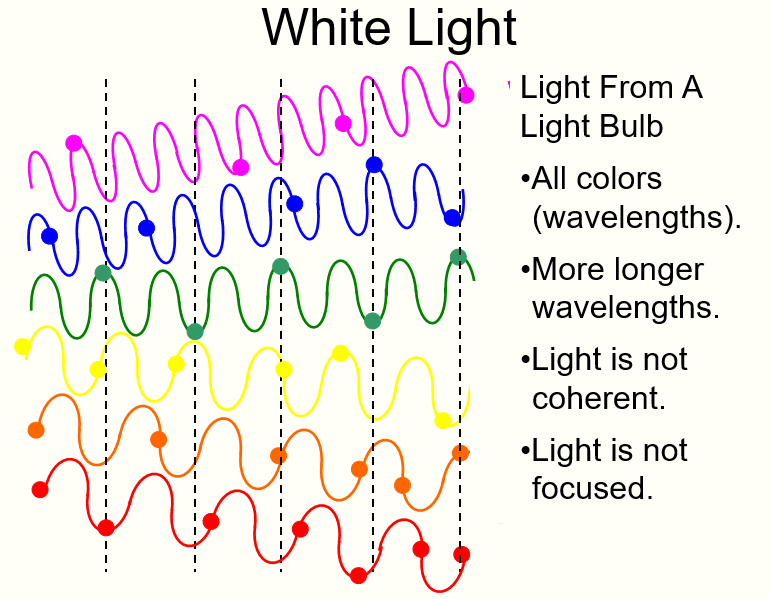 White Light
Light From A
Light Bulb
•All colors
(wavelengths).
•More longer
wavelengths.
•Light is not
coherent.
•Light is not
focused.